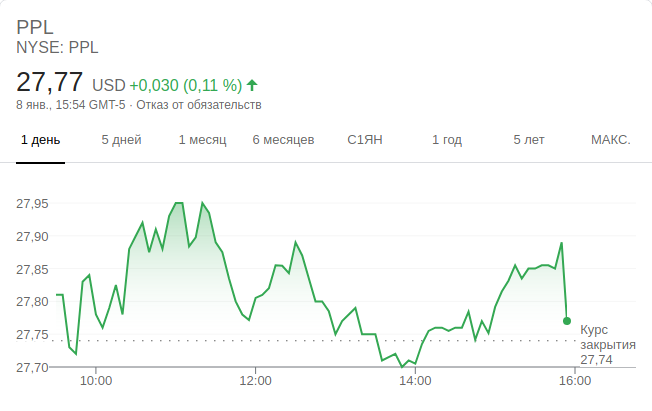 PPL
NYSE: PPL
27,77 USD +0,030 (0,11 %)
8 янв., 15:54 GMT-5 · Отказ от обязательств
1 день 5 дней 1 месяц 6 месяцев С1ЯН 1 год 5 лет МАКС.
27,95
27,90
27,85
27,80
27,75
27,70
Курс
закрытия
27,74
10:00 12:00 14:00 16:00